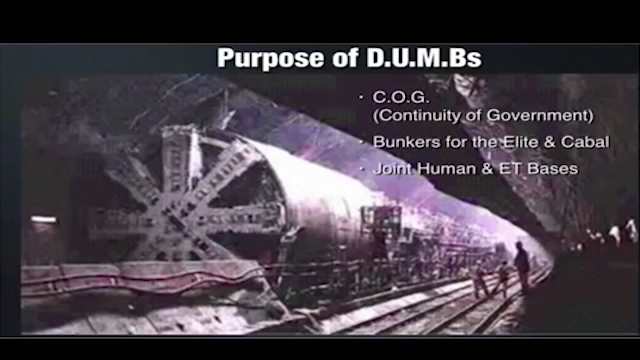 Purpose of D.U.M.Bs
· C.O.G.
(Continuity of Government)
· Bunkers for the Elite & Cabal
· Joint Human & ET Bases